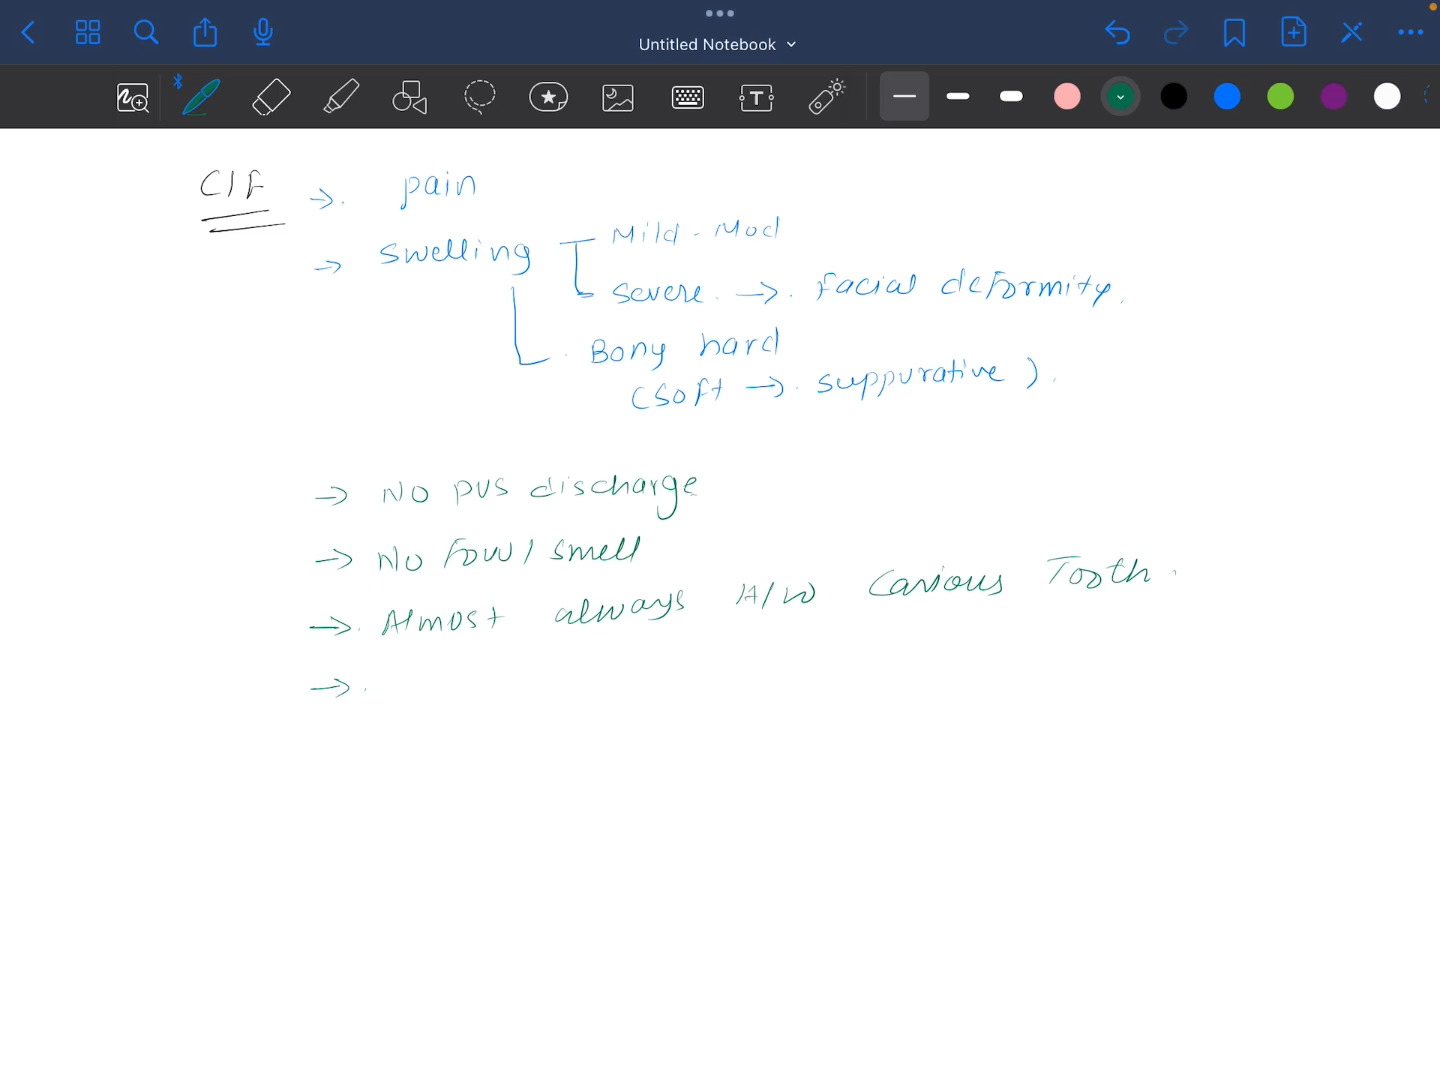 Untitled Notebook
C/F → pain
→ swelling Mild - Mod
severe → facial deformity.
Bony hard
(soft → suppurative).
→ No pus discharge
→ No foul smell
→ Almost always A/w Carious Tooth.
→